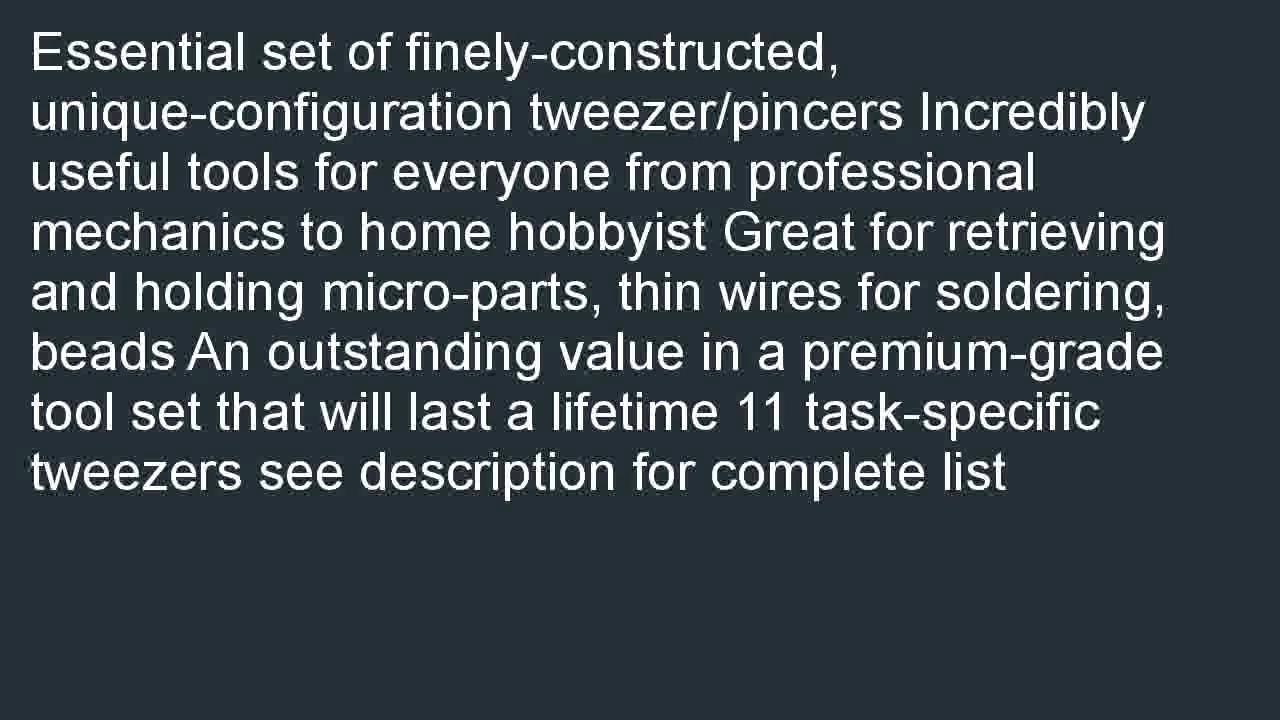 Essential set of finely-constructed,
unique-configuration tweezer/pincers Incredibly
useful tools for everyone from professional
mechanics to home hobbyist Great for retrieving
and holding micro-parts, thin wires for soldering,
beads An outstanding value in a premium-grade
tool set that will last a lifetime 11 task-specific
tweezers see description for complete list